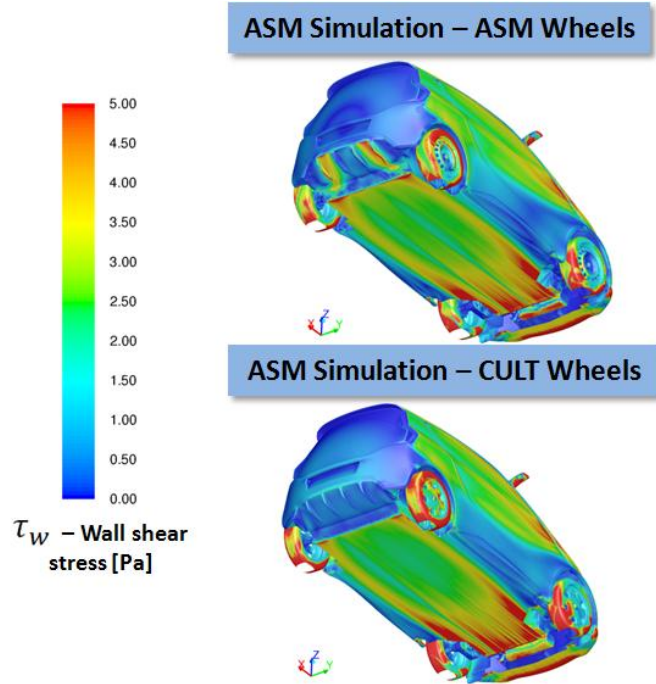 ASM Simulation – ASM Wheels
5.00
4.50
4.00
3.50
3.00
2.50
2.00
1.50
1.00
0.50
0.00
τw – Wall shear
stress [Pa]
X Z Y
ASM Simulation – CULT Wheels
X Z Y